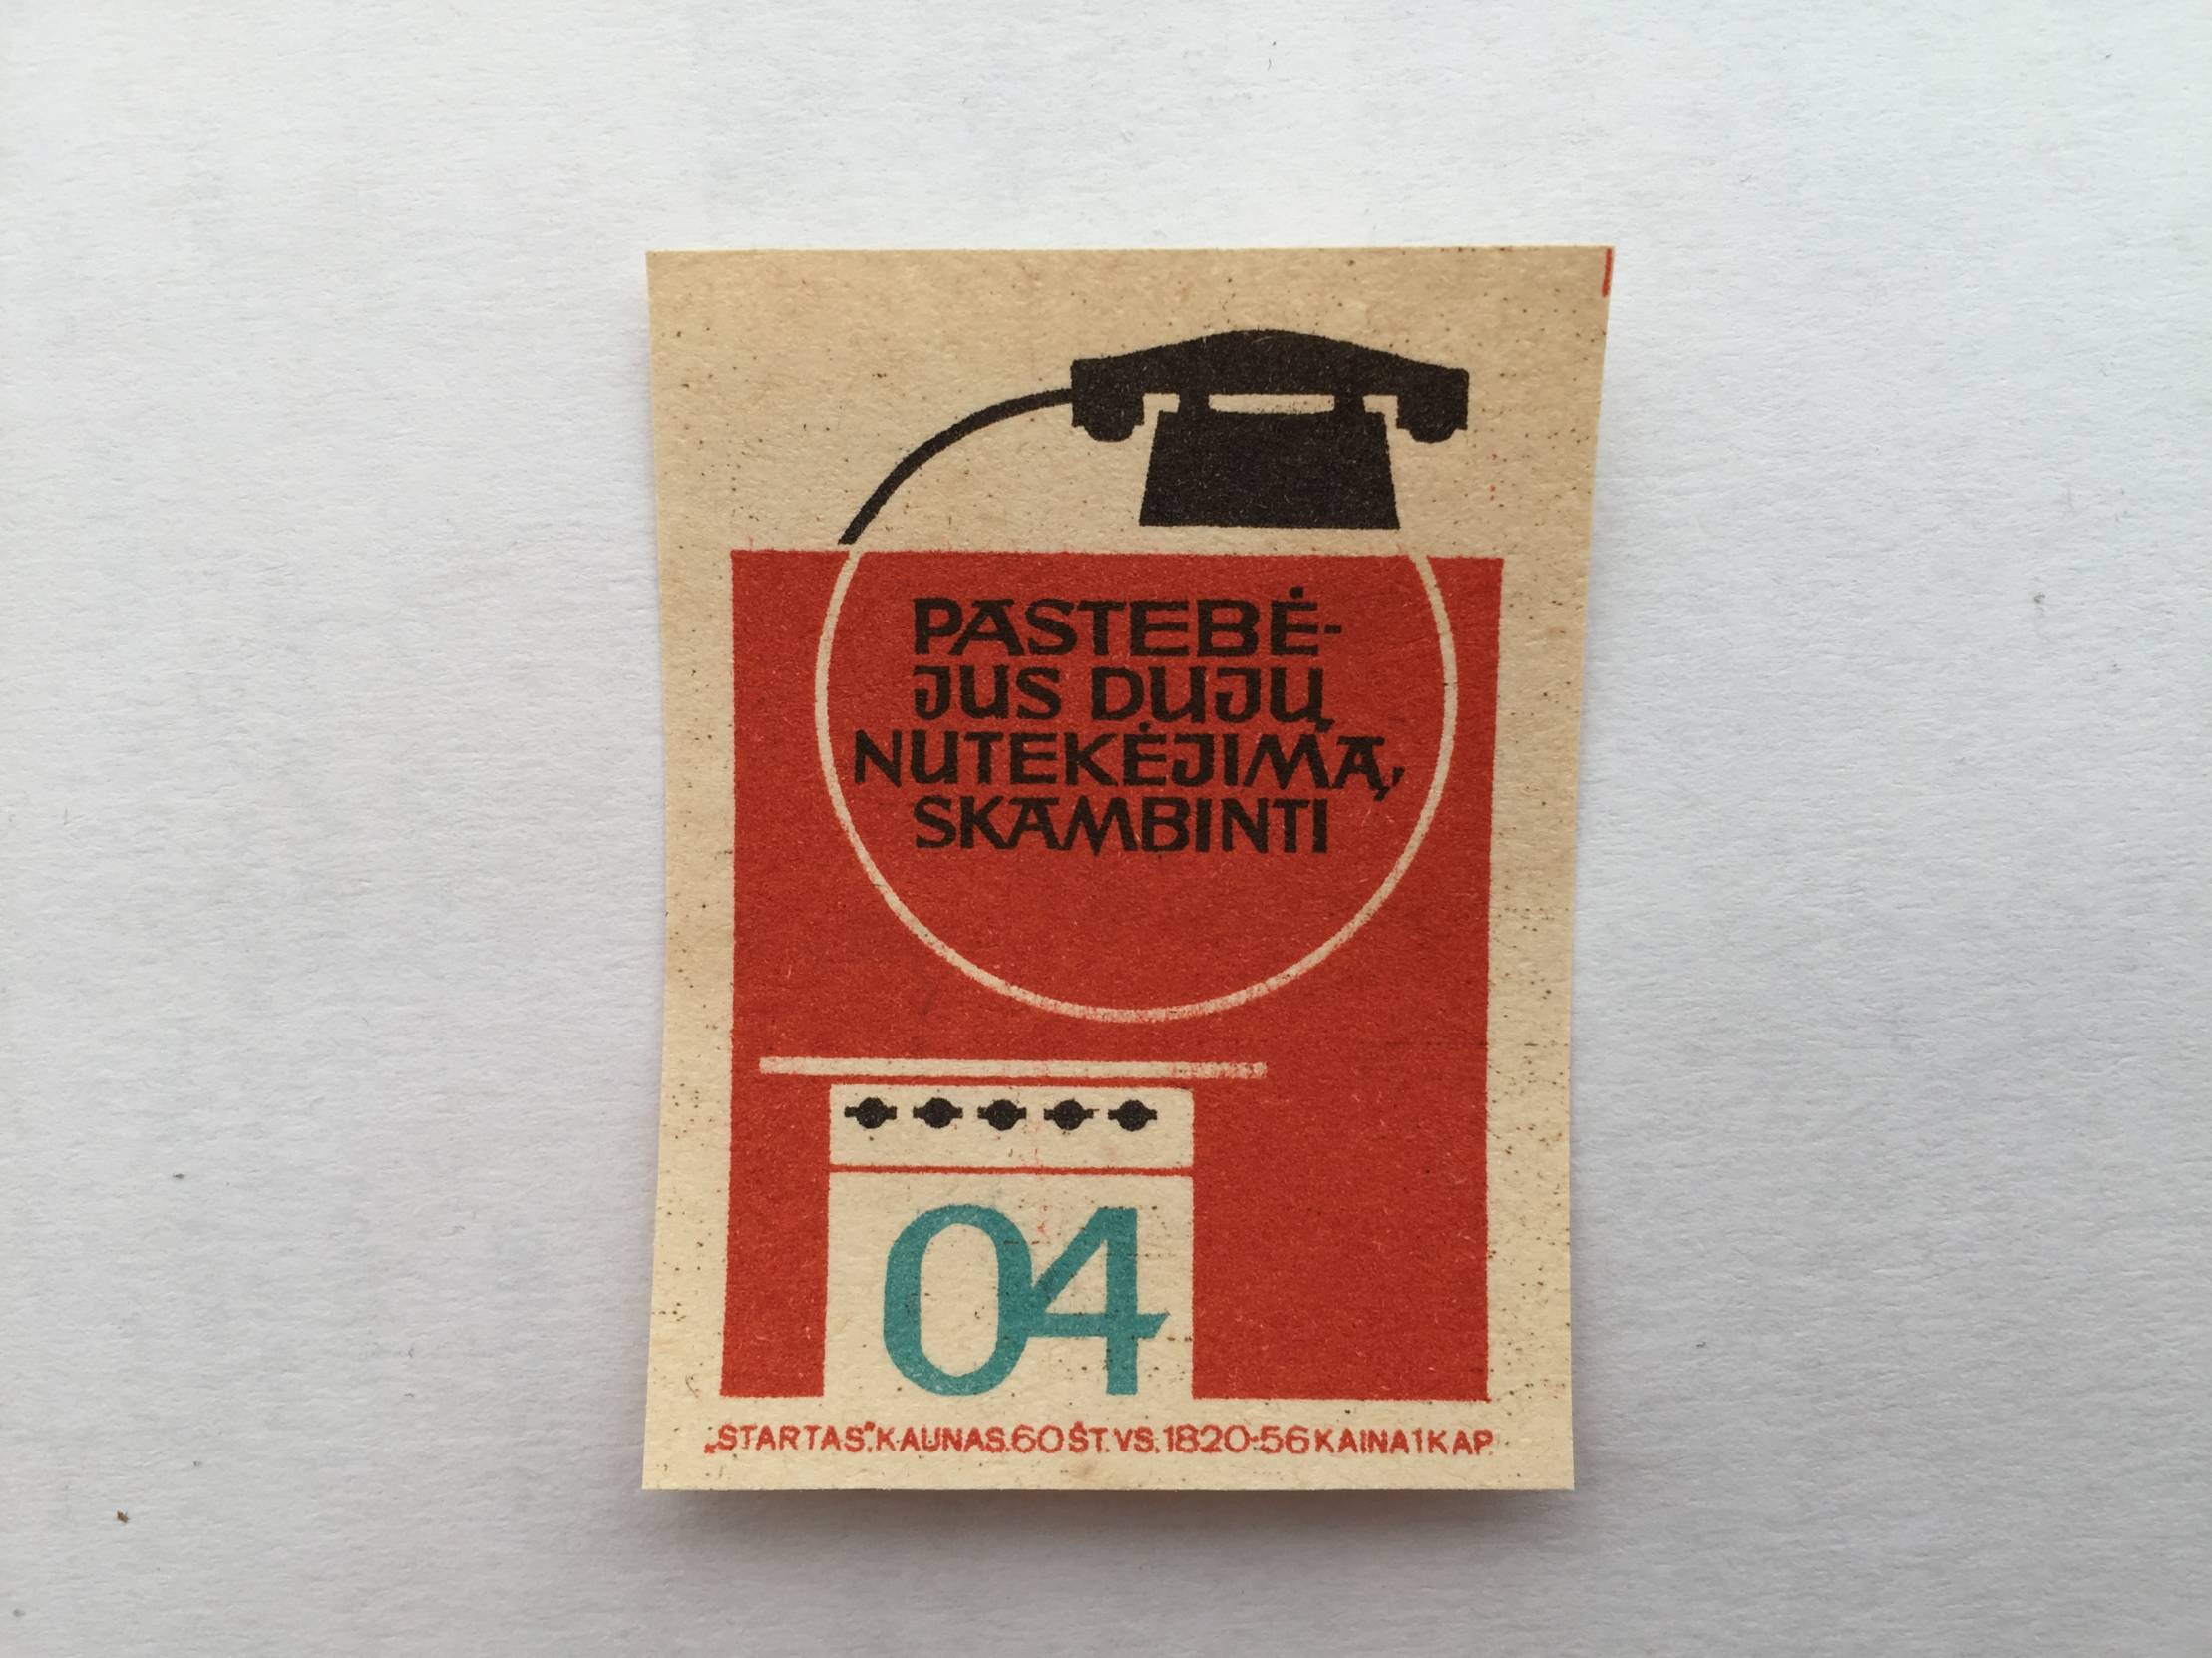 PASTEBĖ-
JUS DUJŲ
NUTEKĖJIMĄ,
SKAMBINTI
04
„STARTAS“. KAUNAS. 60 ŠT. VS. 1820-56 KAINA 1 KAP.